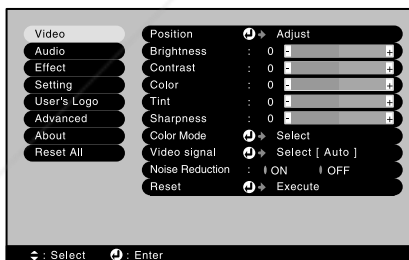 Video
Audio
Effect
Setting
User's Logo
Advanced
About
Reset All
Position Adjust
Brightness : 0 - +
Contrast : 0 - +
Color : 0 - +
Tint : 0 - +
Sharpness : 0 - +
Color Mode Select
Video signal Select [ Auto ]
Noise Reduction : ON OFF
Reset Execute
: Select : Enter